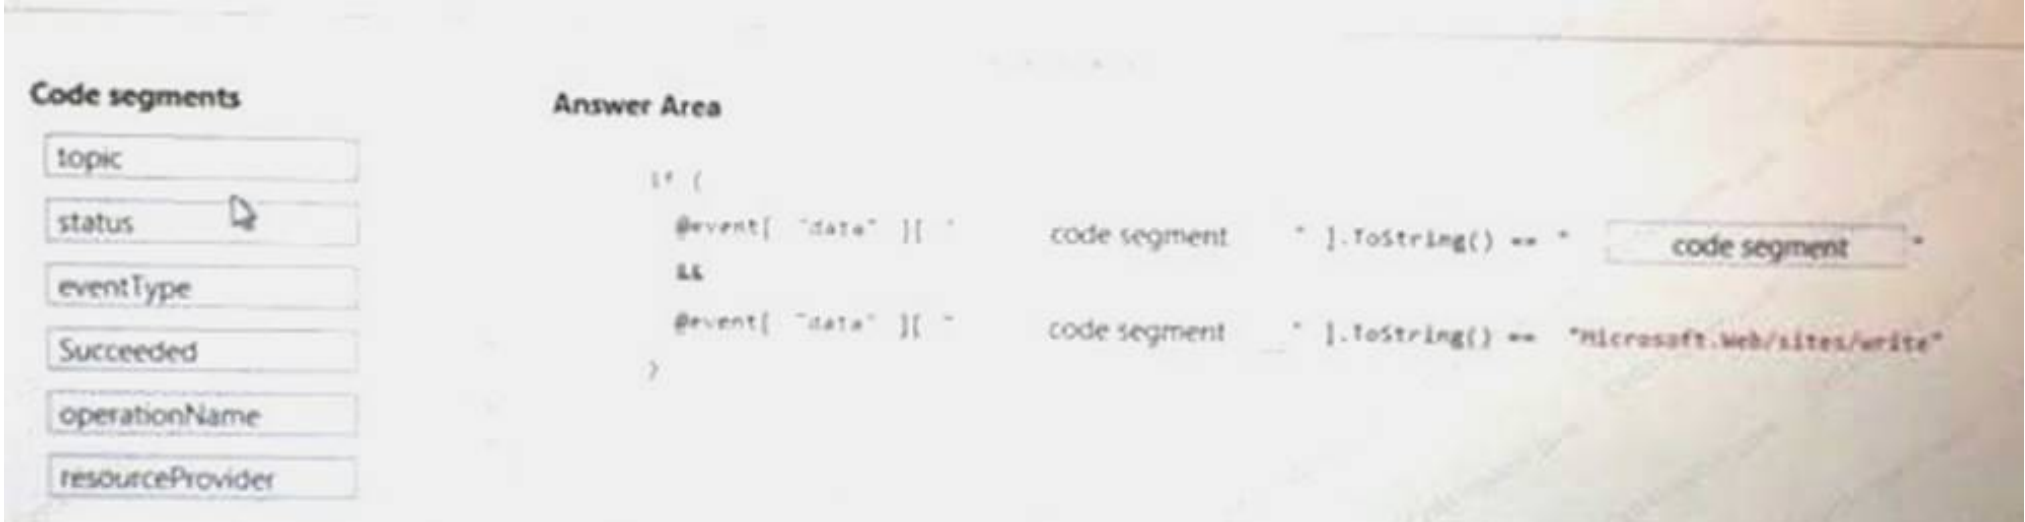 Code segments
topic
status
eventType
Succeeded
operationName
resourceProvider
Answer Area
if (
@event[ "data" ][ " code segment " ].ToString() == " code segment "
&&
@event[ "data" ][ " code segment " ].ToString() == "Microsoft.Web/sites/write"
)